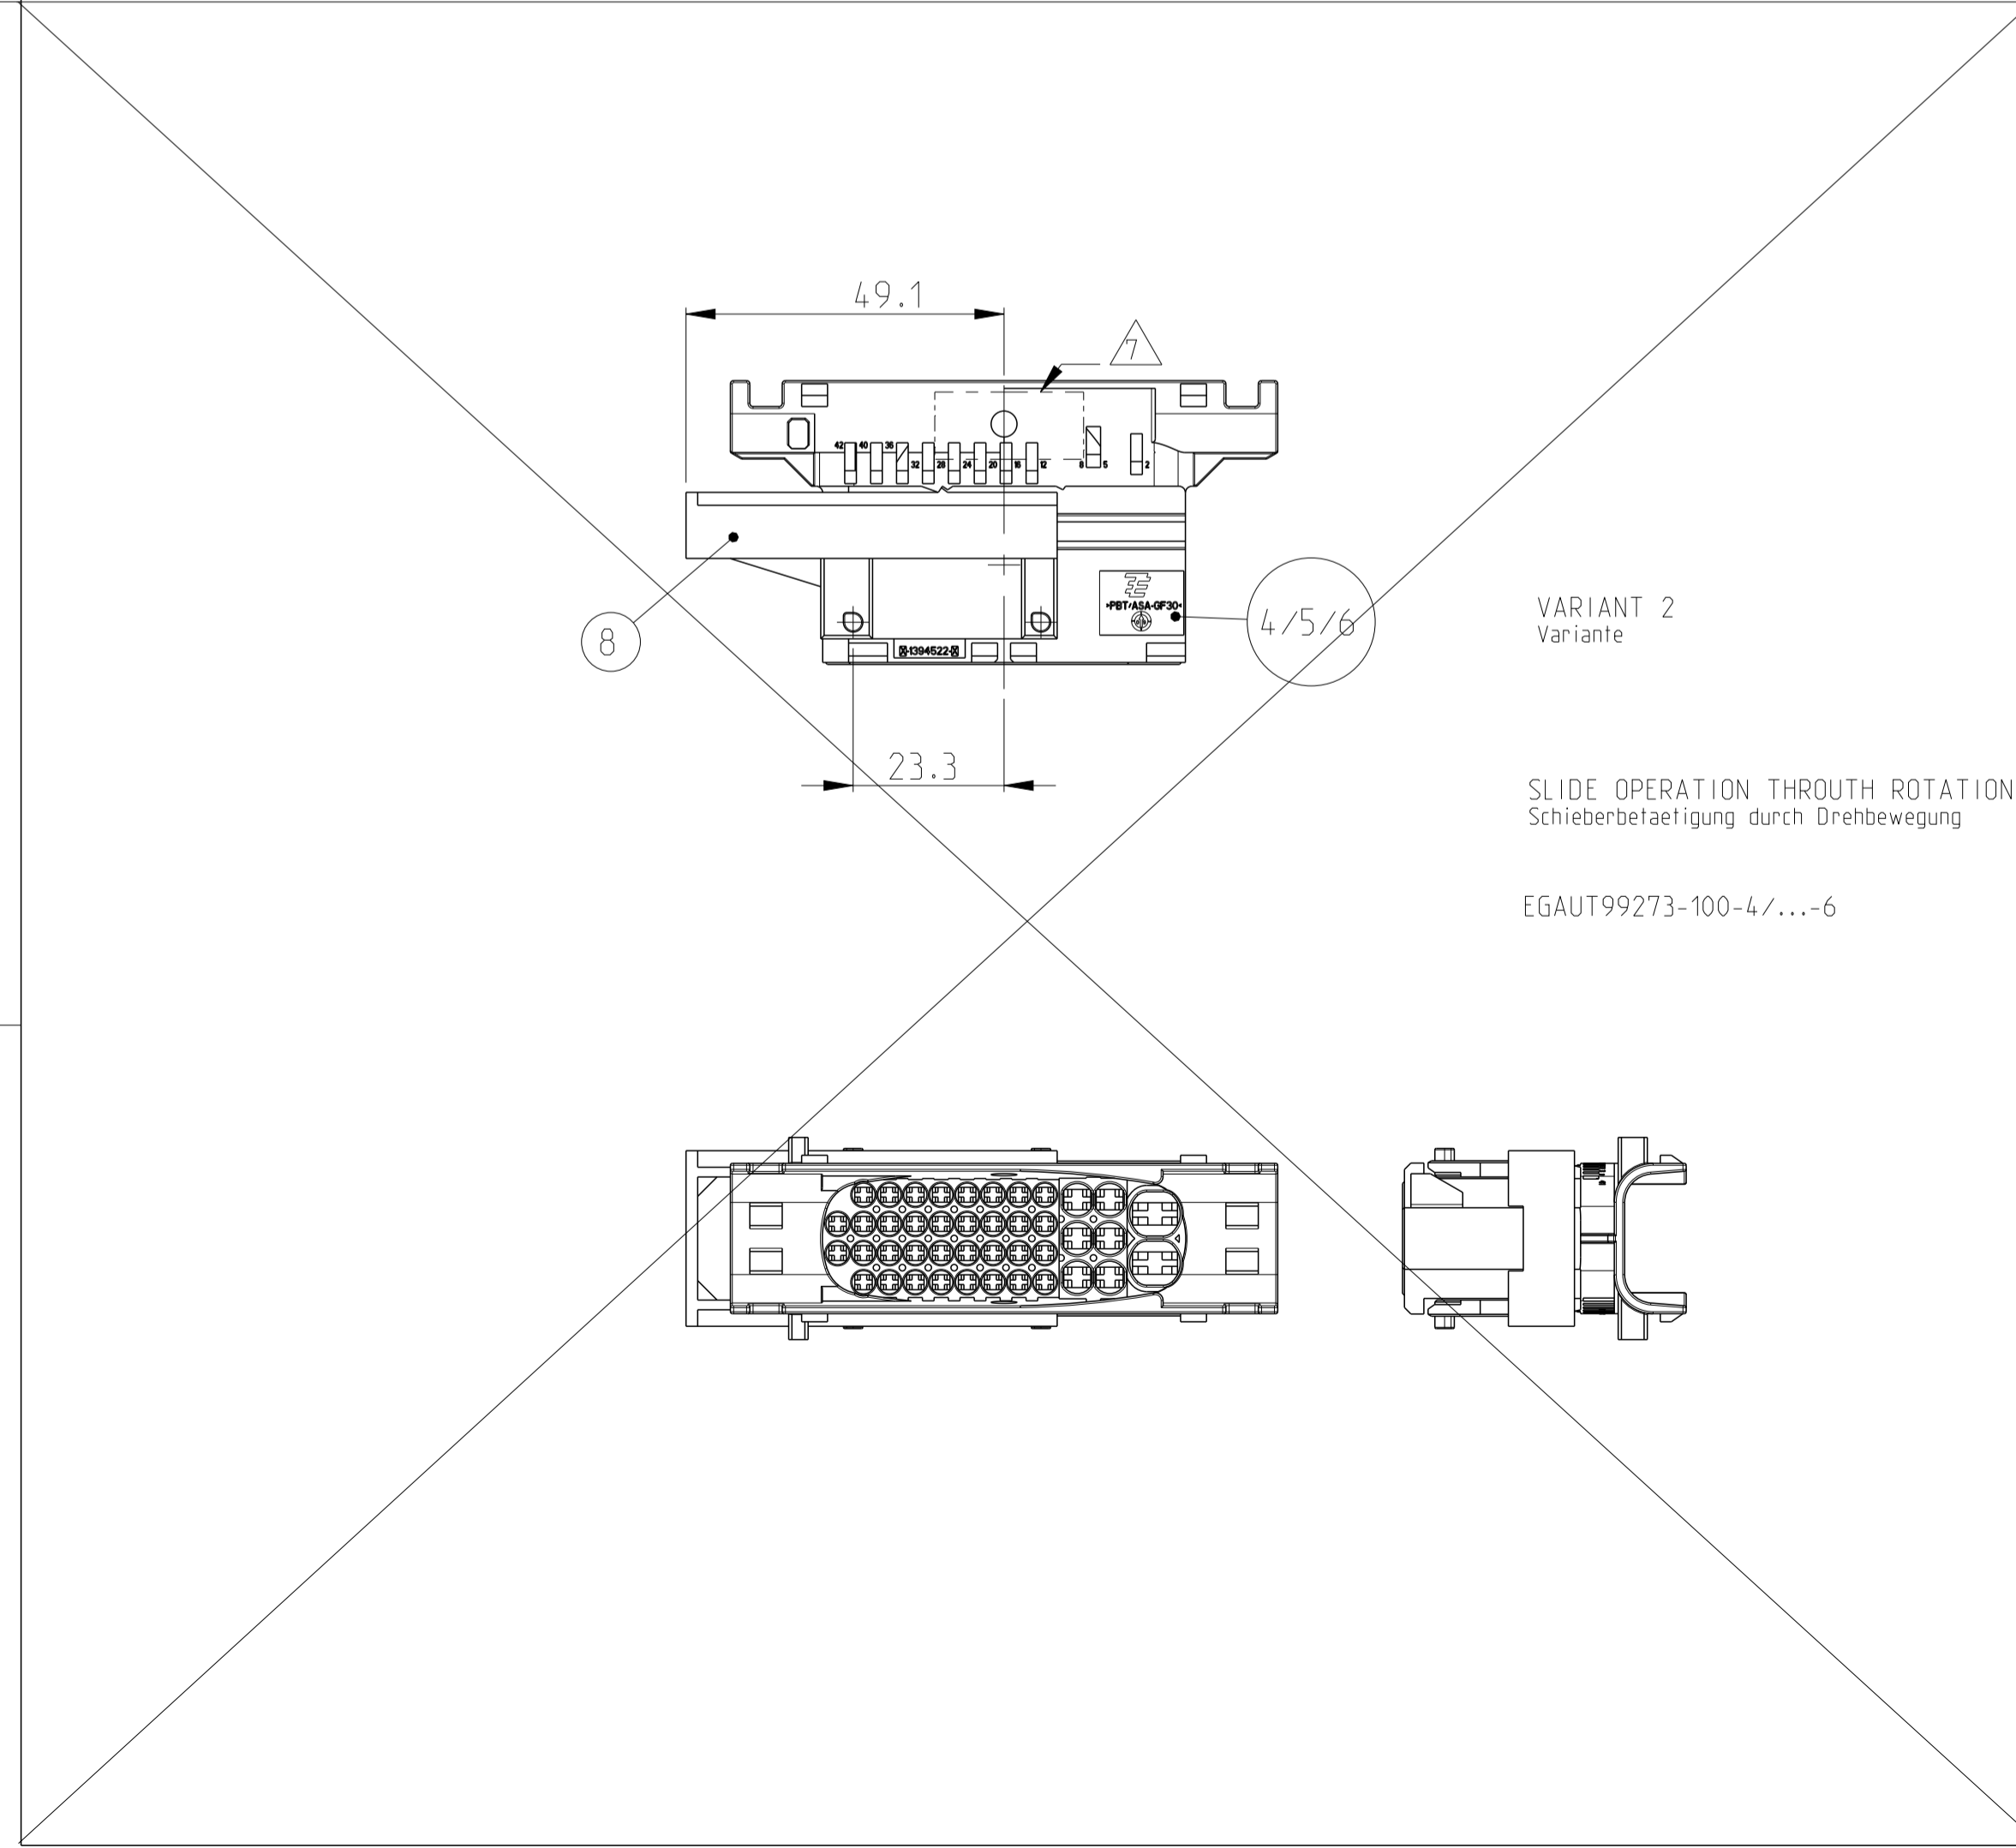 49.1
7
42 40 36 32 28 24 20 16 12 8 5 2
>PBT/ASA-GF30<
8
4/5/6
1394522
23.3
VARIANT 2
Variante
SLIDE OPERATION THROUTH ROTATION
Schieberbetaetigung durch Drehbewegung
EGAUT99273-100-4/...-6